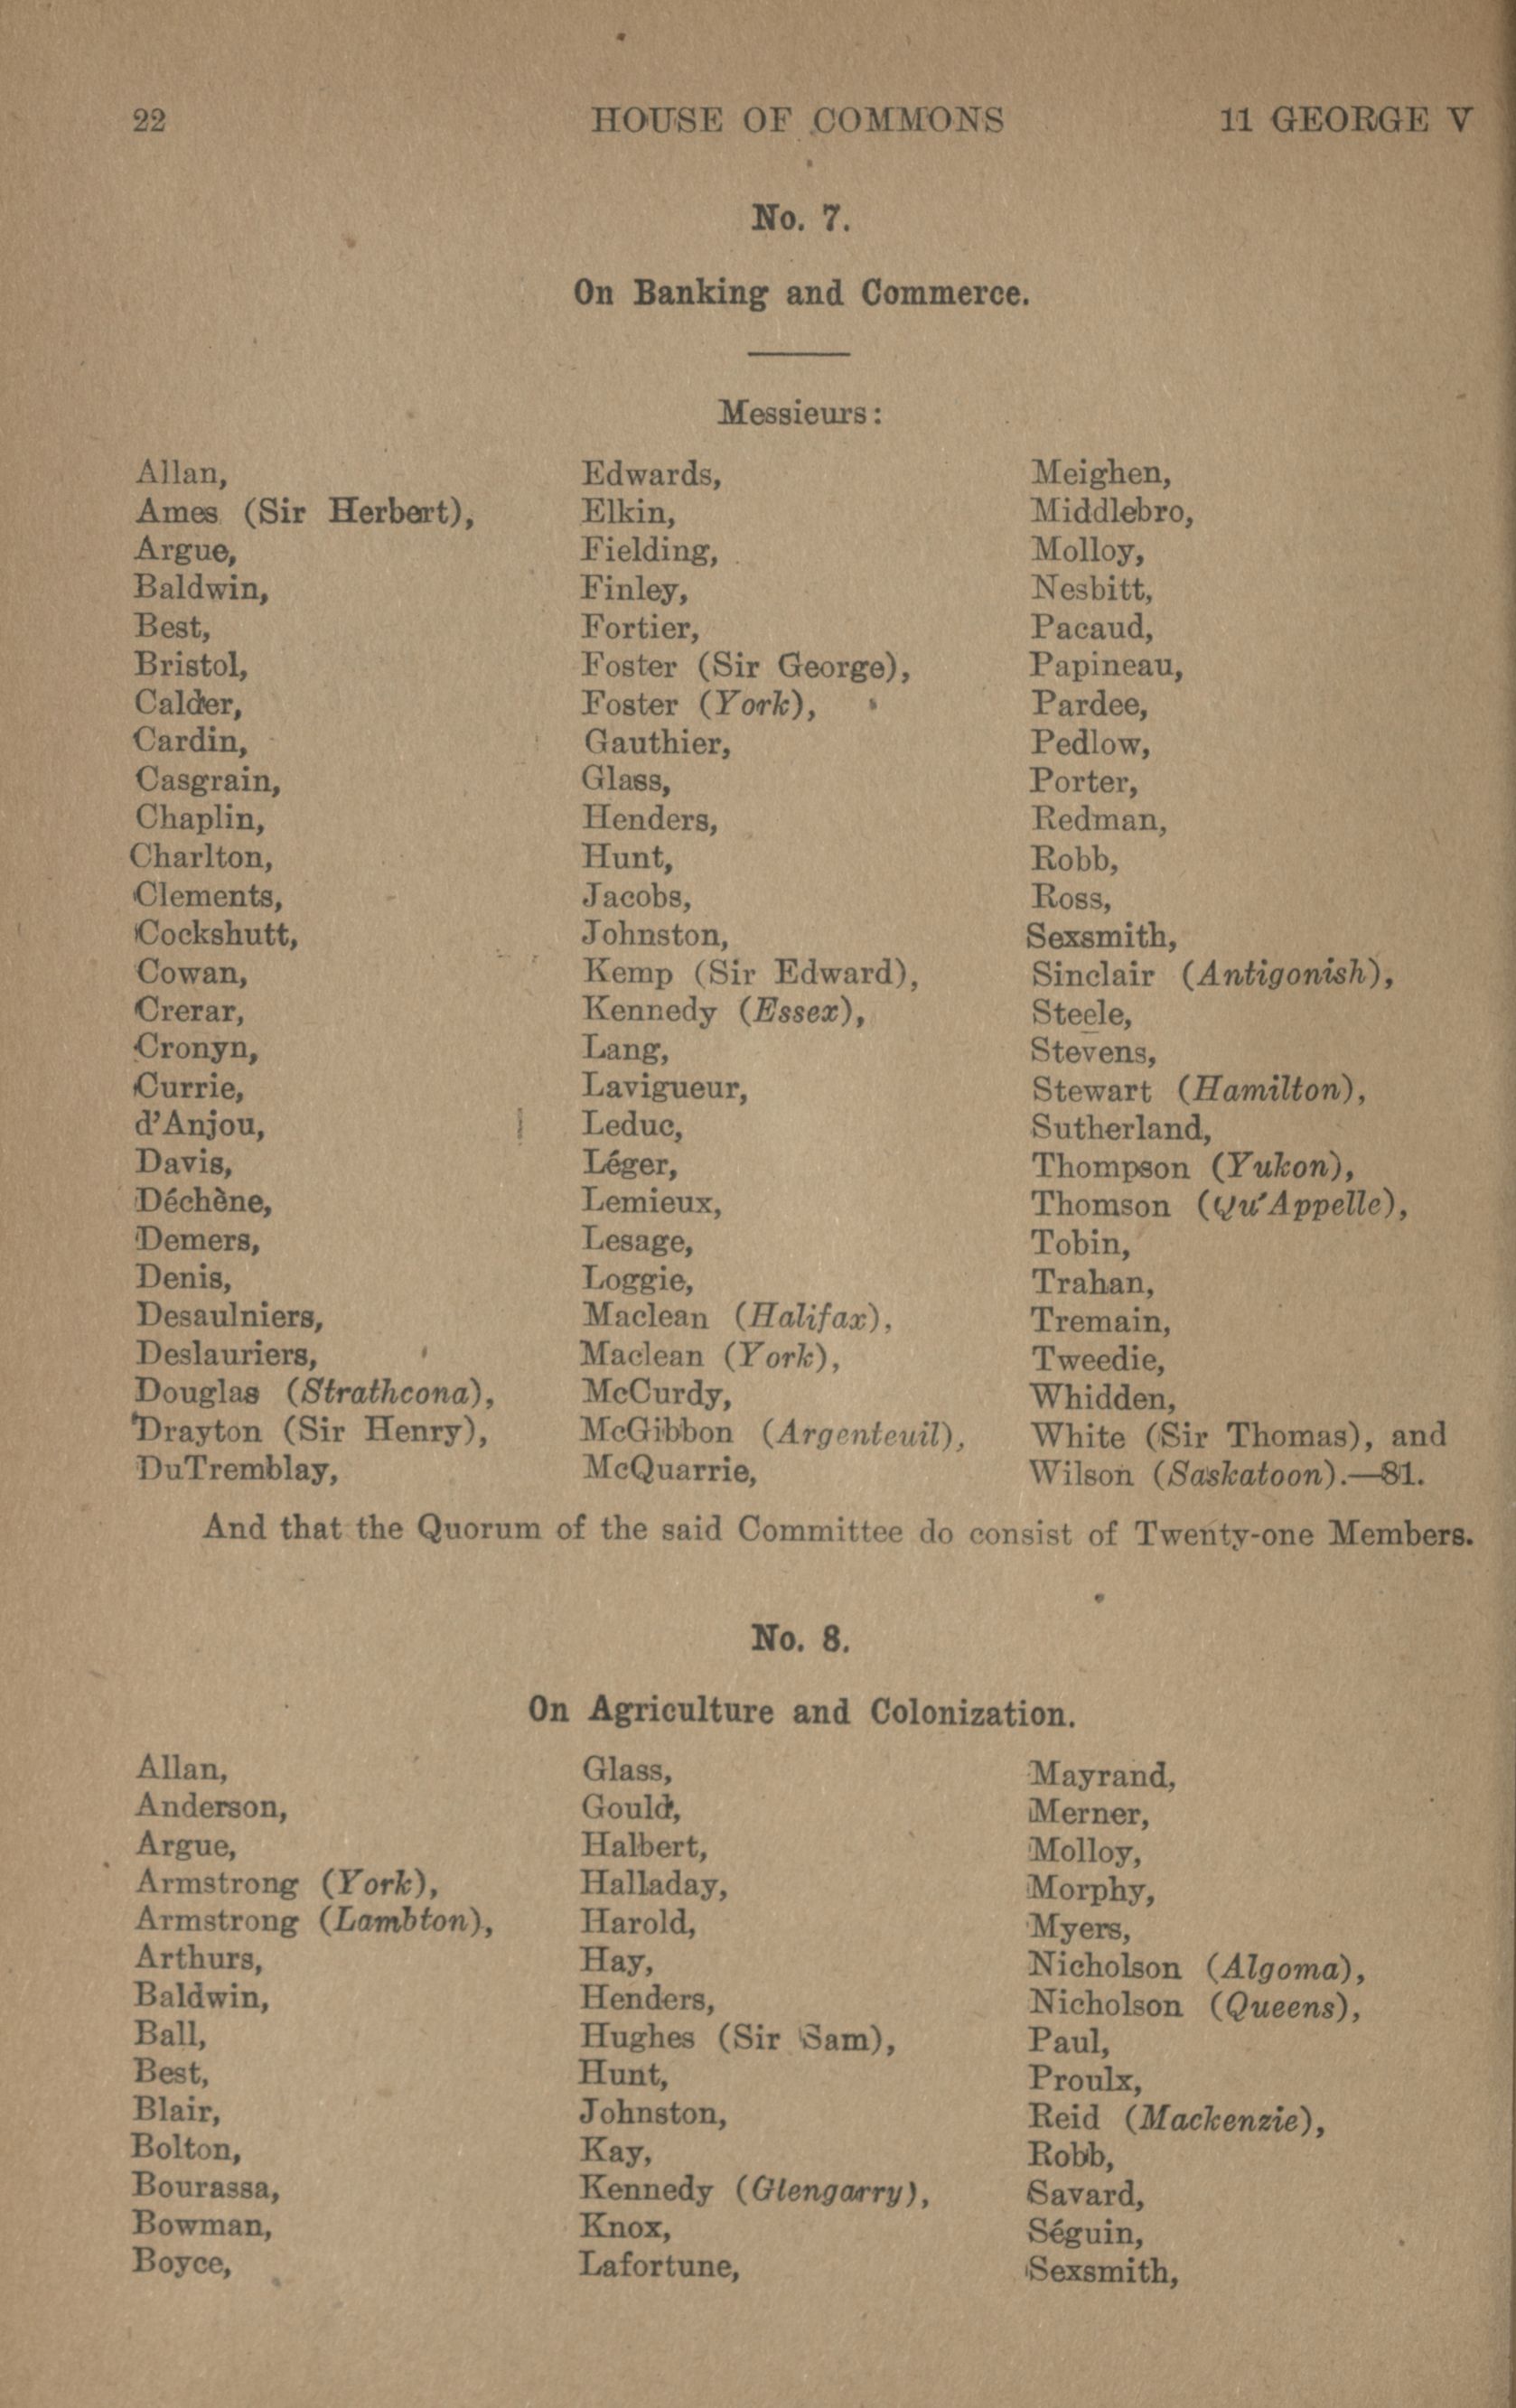 22 HOUSE OF COMMONS 11 GEORGE V
No. 7.
On Banking and Commerce.
Messieurs:
Allan,
Ames (Sir Herbert),
Argue,
Baldwin,
Best,
Bristol,
Calder,
Cardin,
Casgrain,
Chaplin,
Charlton,
Clements,
Cockshutt,
Cowan,
Crerar,
Cronyn,
Currie,
d'Anjou,
Davis,
Déchène,
Demers,
Denis,
Desaulniers,
Deslauriers,
Douglas (Strathcona),
Drayton (Sir Henry),
DuTremblay,
Edwards,
Elkin,
Fielding,
Finley,
Fortier,
Foster (Sir George),
Foster (York),
Gauthier,
Glass,
Henders,
Hunt,
Jacobs,
Johnston,
Kemp (Sir Edward),
Kennedy (Essex),
Lang,
Lavigueur,
Leduc,
Léger,
Lemieux,
Lesage,
Loggie,
Maclean (Halifax),
Maclean (York),
McCurdy,
McGibbon (Argenteuil),
McQuarrie,
Meighen,
Middlebro,
Molloy,
Nesbitt,
Pacaud,
Papineau,
Pardee,
Pedlow,
Porter,
Redman,
Robb,
Ross,
Sexsmith,
Sinclair (Antigonish),
Steele,
Stevens,
Stewart (Hamilton),
Sutherland,
Thompson (Yukon),
Thomson (Qu'Appelle),
Tobin,
Trahan,
Tremain,
Tweedie,
Whidden,
White (Sir Thomas), and
Wilson (Saskatoon).—81.
And that the Quorum of the said Committee do consist of Twenty-one Members.
No. 8.
On Agriculture and Colonization.
Allan,
Anderson,
Argue,
Armstrong (York),
Armstrong (Lambton),
Arthurs,
Baldwin,
Ball,
Best,
Blair,
Bolton,
Bourassa,
Bowman,
Boyce,
Glass,
Gould,
Halbert,
Halladay,
Harold,
Hay,
Henders,
Hughes (Sir Sam),
Hunt,
Johnston,
Kay,
Kennedy (Glengarry),
Knox,
Lafortune,
Mayrand,
Merner,
Molloy,
Morphy,
Myers,
Nicholson (Algoma),
Nicholson (Queens),
Paul,
Proulx,
Reid (Mackenzie),
Robb,
Savard,
Séguin,
Sexsmith,